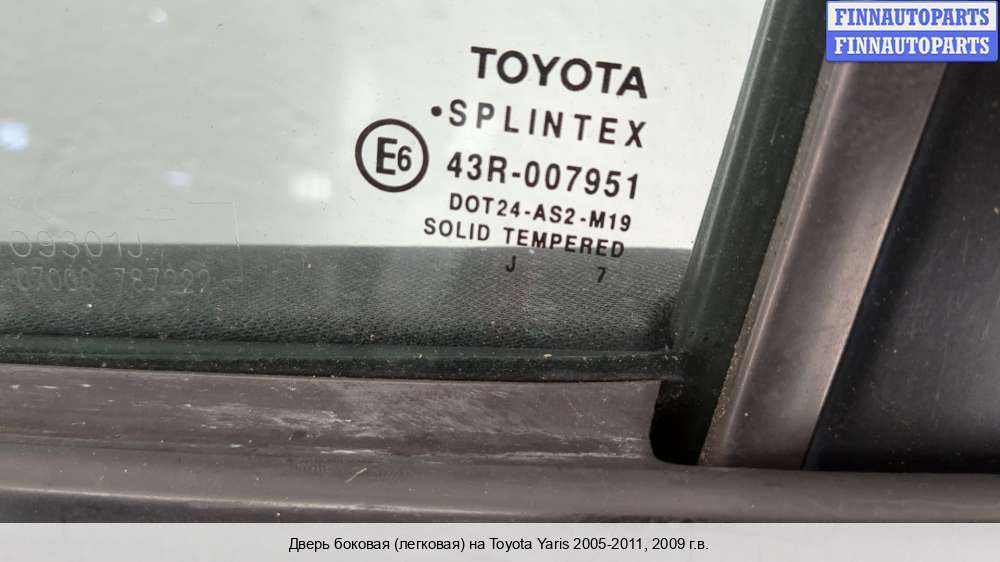 FINNAUTOPARTS
FINNAUTOPARTS
TOYOTA
•SPLINTEX
E6
43R-007951
DOT24-AS2-M19
SOLID TEMPERED
J 7
09301J
Дверь боковая (легковая) на Toyota Yaris 2005-2011, 2009 г.в.